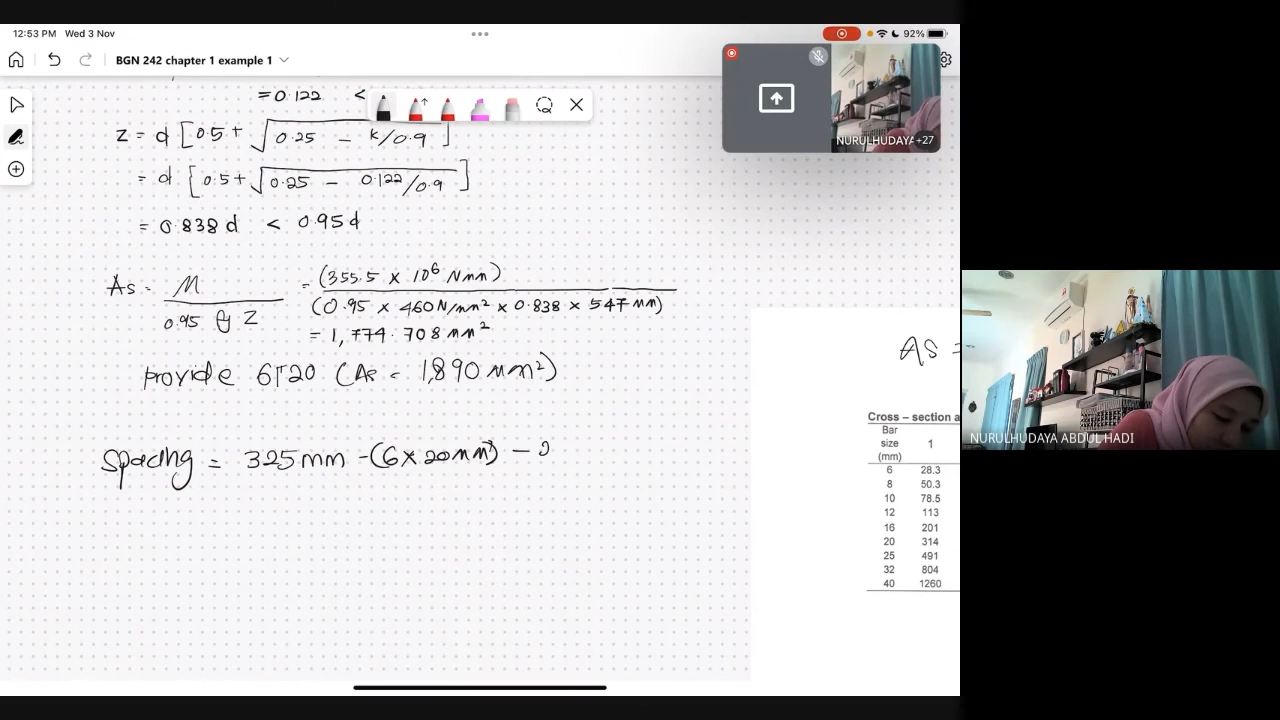 12:53 PM Wed 3 Nov
92%
BGN 242 chapter 1 example 1
= 0.122 <
z = d [0.5 + √0.25 - k/0.9]
= d [0.5 + √0.25 - 0.122/0.9]
= 0.838 d < 0.95 d
As = M / 0.95 fy z = (355.5 × 10⁶ Nmm) / (0.95 × 460 N/mm² × 0.838 × 547 mm)
= 1,774.708 mm²
provide 6T20 (As = 1,890 mm²)
spacing = 325 mm - (6 × 20 mm) -
As =
Cross – section a
Bar size (mm) 1
6 28.3
8 50.3
10 78.5
12 113
16 201
20 314
25 491
32 804
40 1260
NURULHUDAYA +27
NURULHUDAYA ABDUL HADI